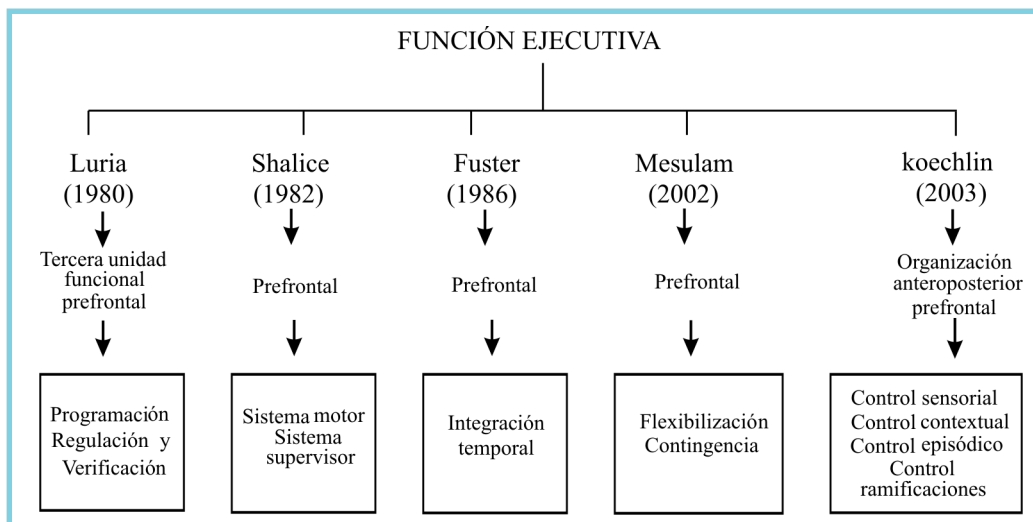 FUNCIÓN EJECUTIVA
Luria
(1980)
Tercera unidad
funcional
prefrontal
Programación
Regulación y
Verificación
Shalice
(1982)
Prefrontal
Sistema motor
Sistema
supervisor
Fuster
(1986)
Prefrontal
Integración
temporal
Mesulam
(2002)
Prefrontal
Flexibilización
Contingencia
koechlin
(2003)
Organización
anteroposterior
prefrontal
Control sensorial
Control contextual
Control episódico
Control
ramificaciones